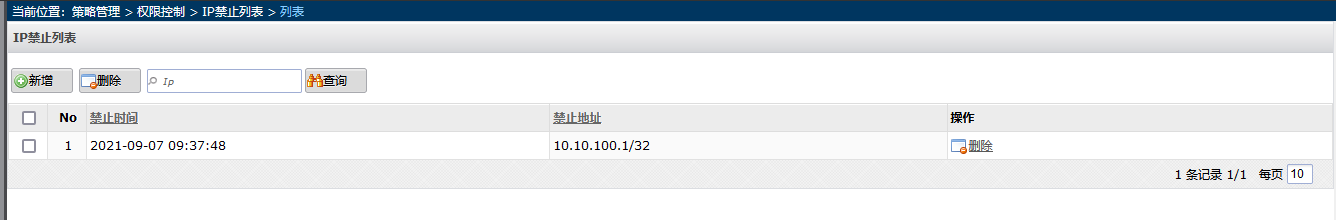 当前位置：策略管理 > 权限控制 > IP禁止列表 > 列表
IP禁止列表
新增 删除 Ip 查询
No 禁止时间 禁止地址 操作
1 2021-09-07 09:37:48 10.10.100.1/32 删除
1 条记录 1/1 每页 10